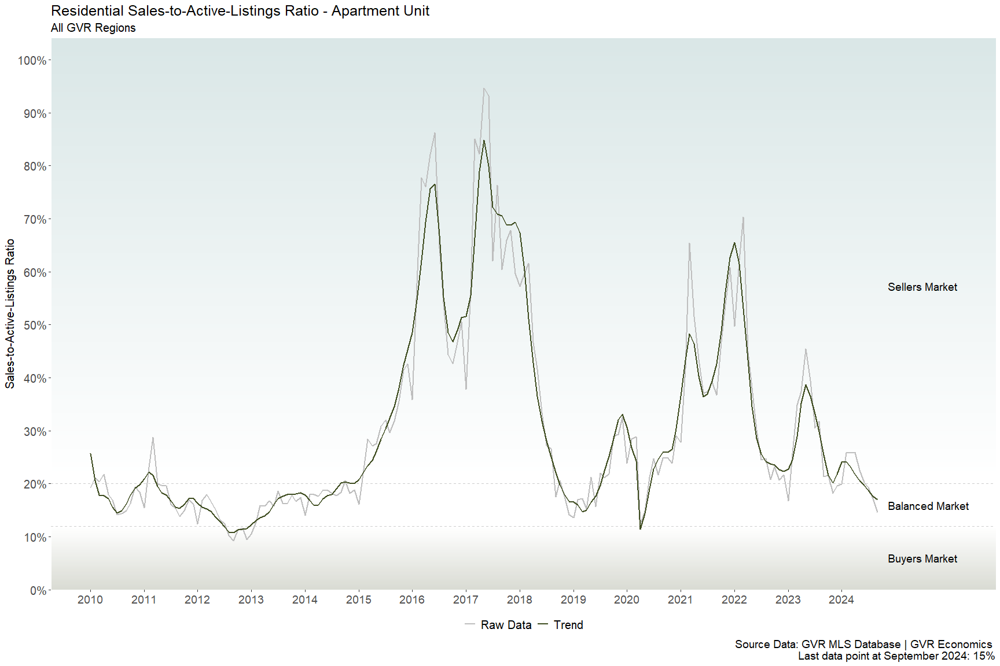 Residential Sales-to-Active-Listings Ratio - Apartment Unit
All GVR Regions
Sales-to-Active-Listings Ratio
100%
90%
80%
70%
60%
50%
40%
30%
20%
10%
0%
Sellers Market
Balanced Market
Buyers Market
2010 2011 2012 2013 2014 2015 2016 2017 2018 2019 2020 2021 2022 2023 2024
Raw Data Trend
Source Data: GVR MLS Database | GVR Economics
Last data point at September 2024: 15%